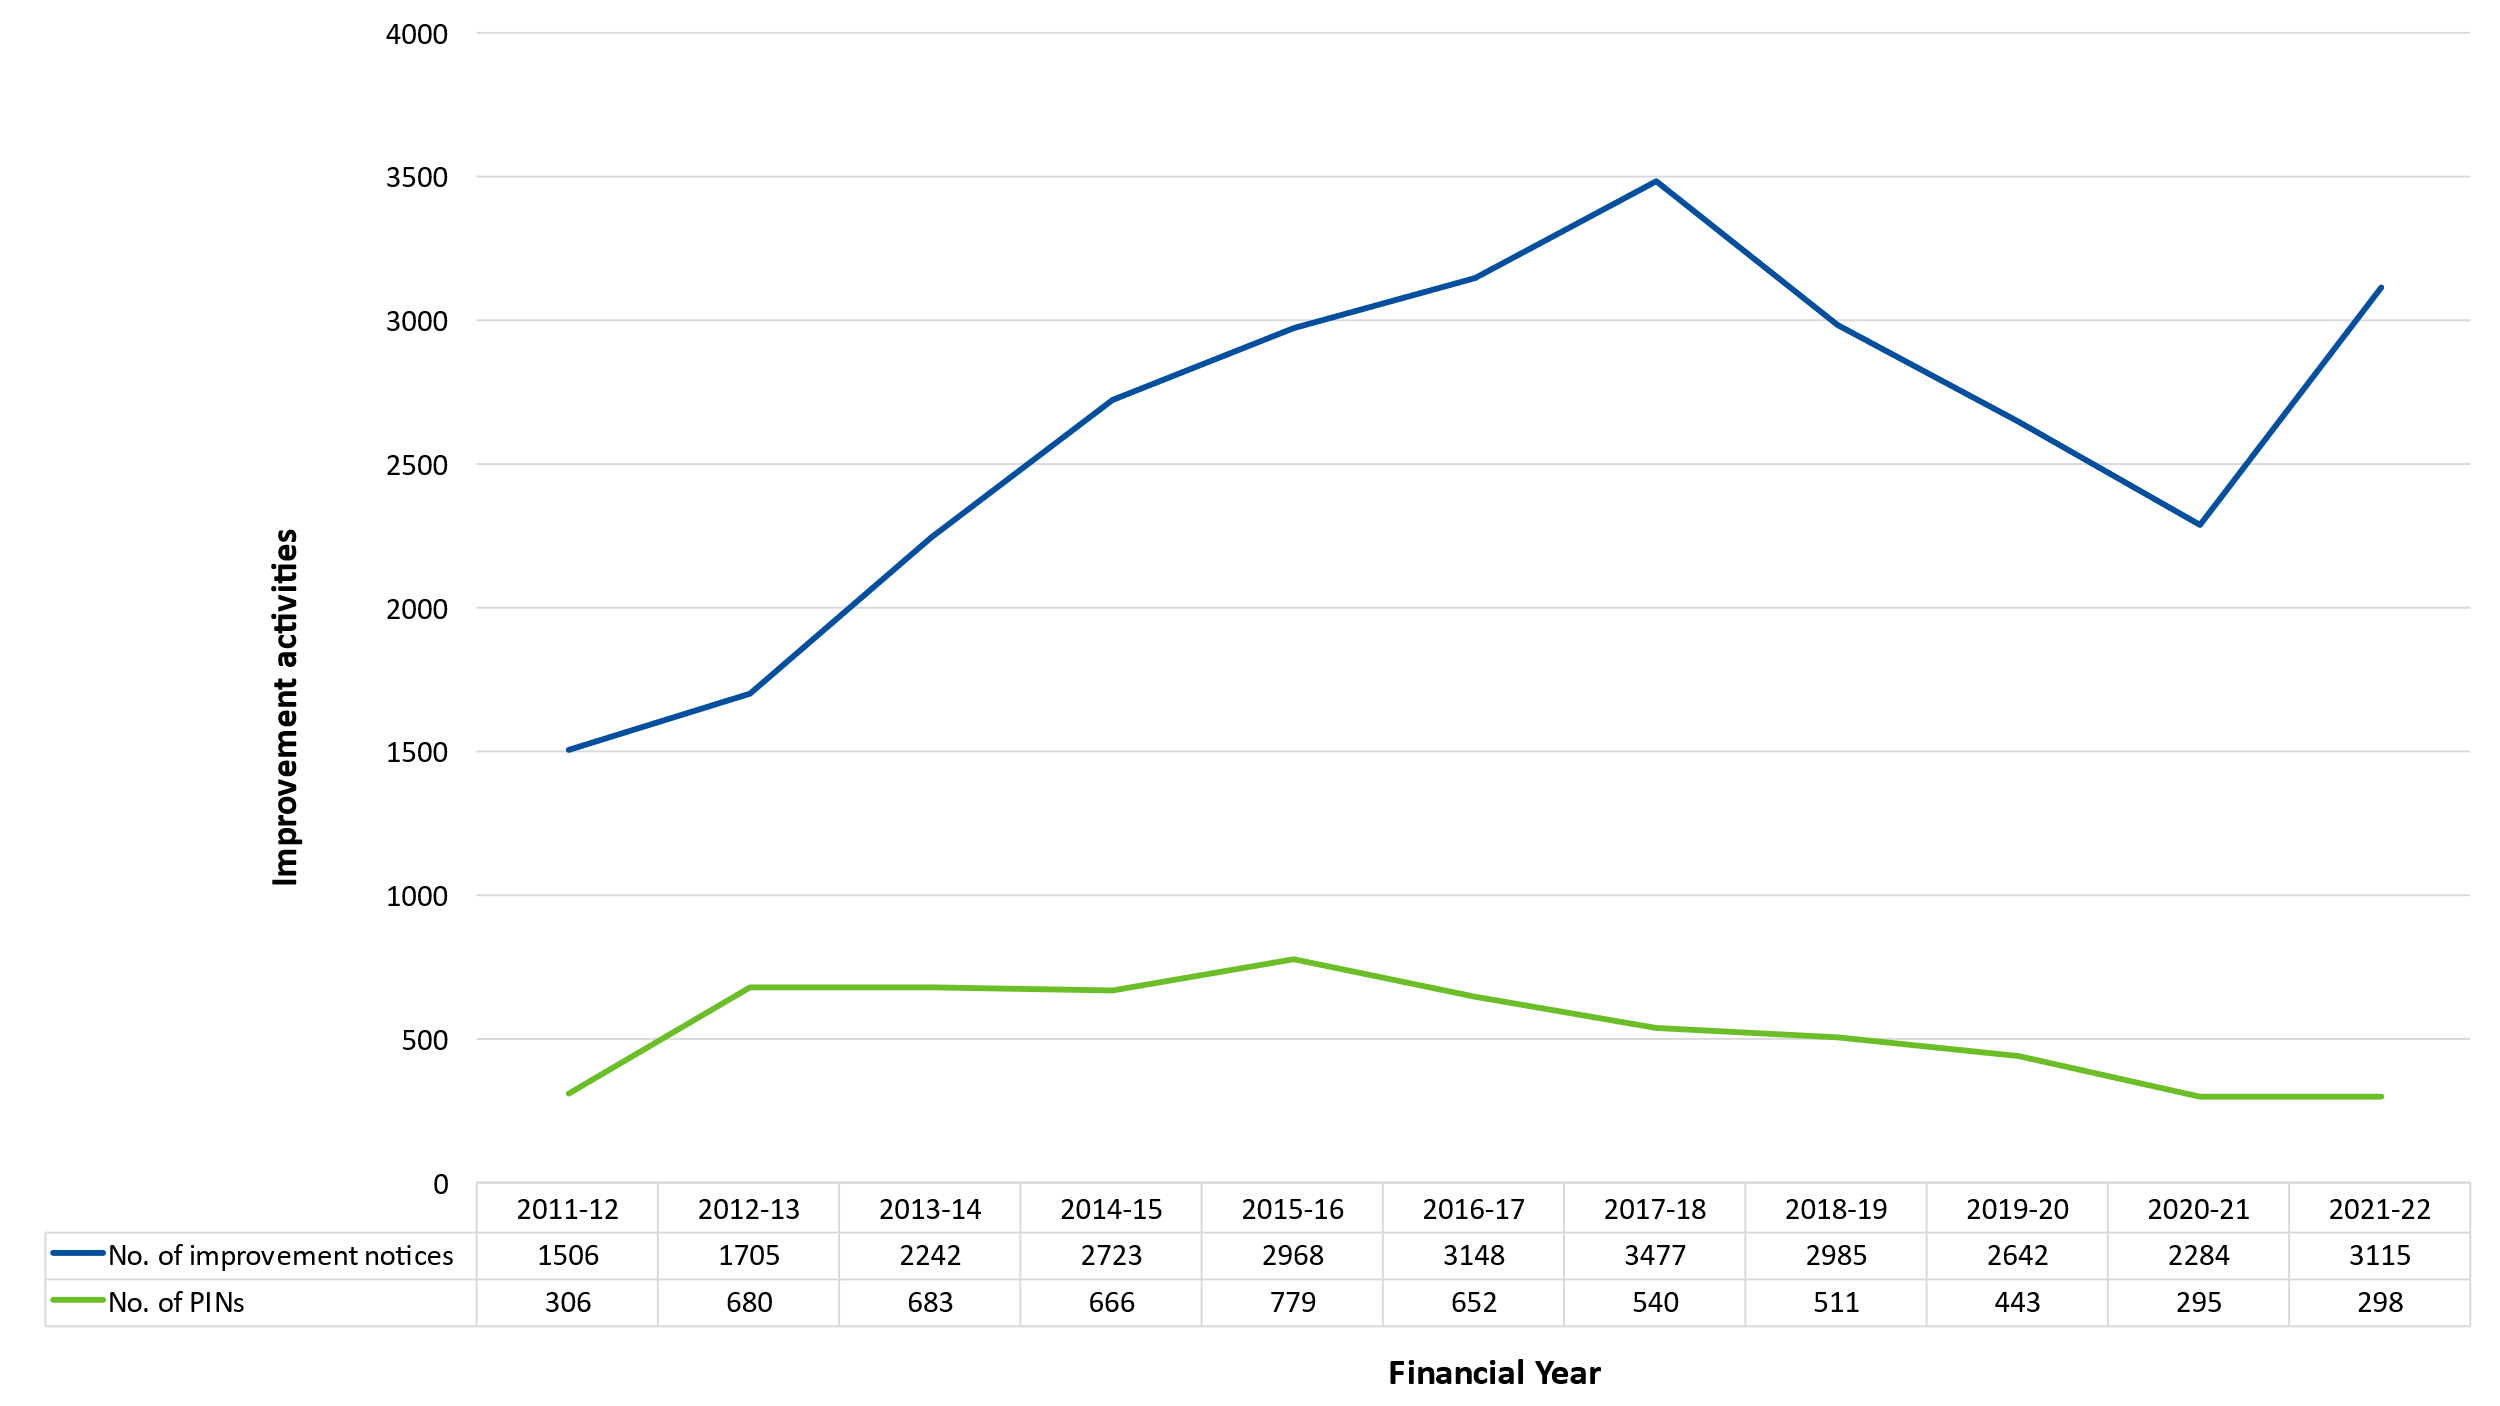 4000
3500
3000
2500
2000
1500
1000
500
0
Improvement activities
2011-12 2012-13 2013-14 2014-15 2015-16 2016-17 2017-18 2018-19 2019-20 2020-21 2021-22
No. of improvement notices 1506 1705 2242 2723 2968 3148 3477 2985 2642 2284 3115
No. of PINs 306 680 683 666 779 652 540 511 443 295 298
Financial Year